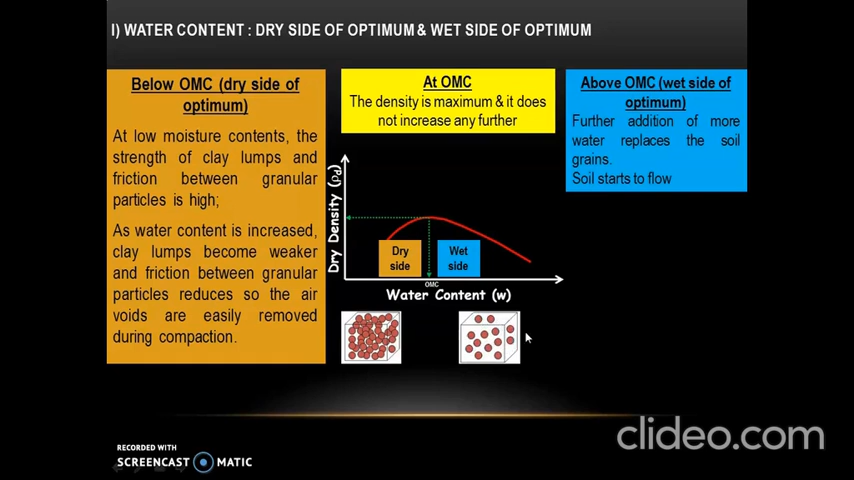 I) WATER CONTENT : DRY SIDE OF OPTIMUM & WET SIDE OF OPTIMUM
Below OMC (dry side of
optimum)
At low moisture contents, the
strength of clay lumps and
friction between granular
particles is high;
As water content is increased,
clay lumps become weaker
and friction between granular
particles reduces so the air
voids are easily removed
during compaction.
At OMC
The density is maximum & it does
not increase any further
Above OMC (wet side of
optimum)
Further addition of more
water replaces the soil
grains.
Soil starts to flow
Dry Density (ρd)
Dry
side
Wet
side
OMC
Water Content (w)
clideo.com
RECORDED WITH
SCREENCAST MATIC